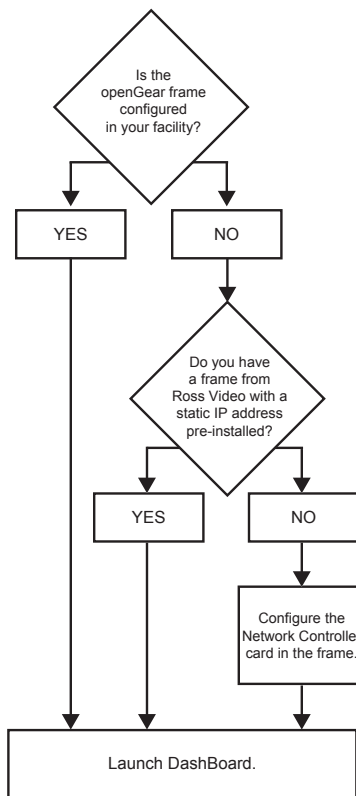 Is the
openGear frame
configured
in your facility?
YES
NO
Do you have
a frame from
Ross Video with a
static IP address
pre-installed?
YES
NO
Configure the
Network Controlle
card in the frame.
Launch DashBoard.